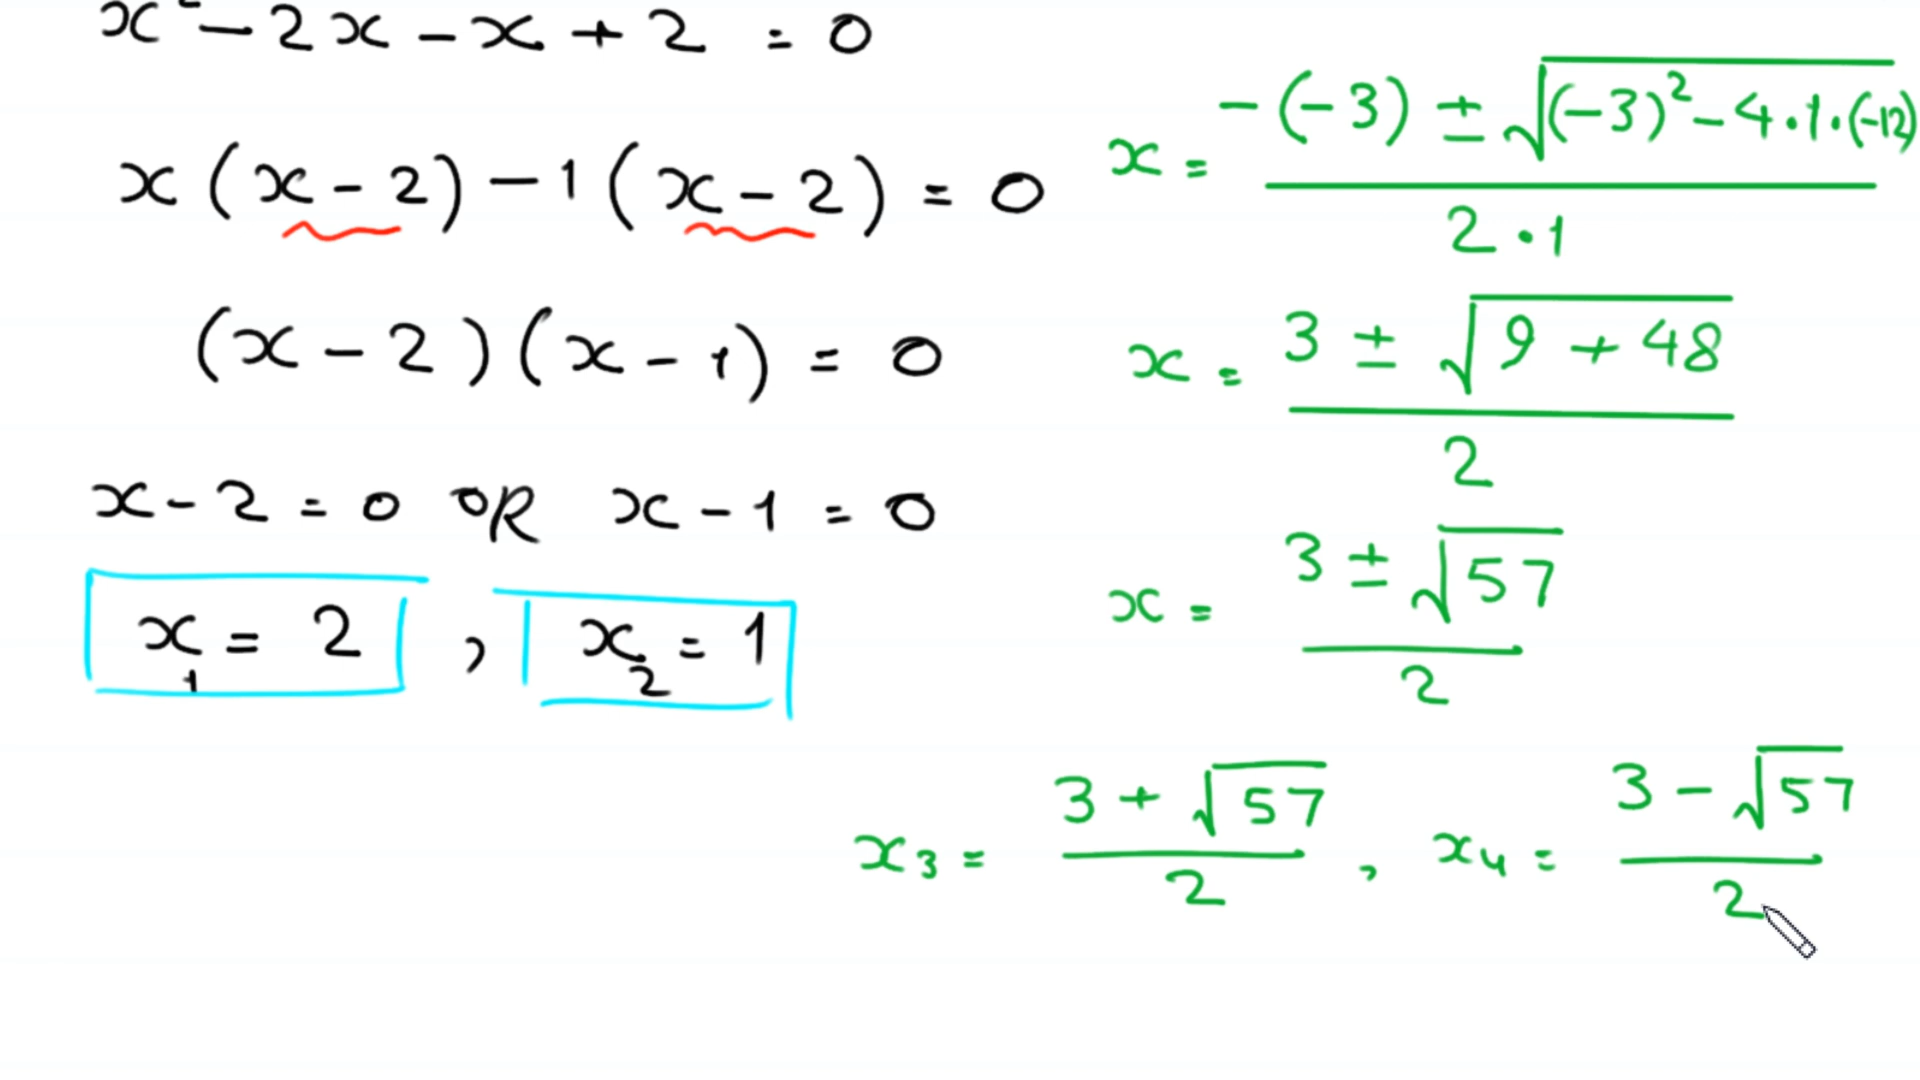 x² - 2x - x + 2 = 0
x(x - 2) - 1(x - 2) = 0
(x - 2)(x - 1) = 0
x - 2 = 0 OR x - 1 = 0
x₁ = 2 , x₂ = 1
x = (-(-3) ± √((-3)² - 4·1·(-12))) / (2·1)
x = (3 ± √(9 + 48)) / 2
x = (3 ± √57) / 2
x₃ = (3 + √57) / 2 , x₄ = (3 - √57) / 2